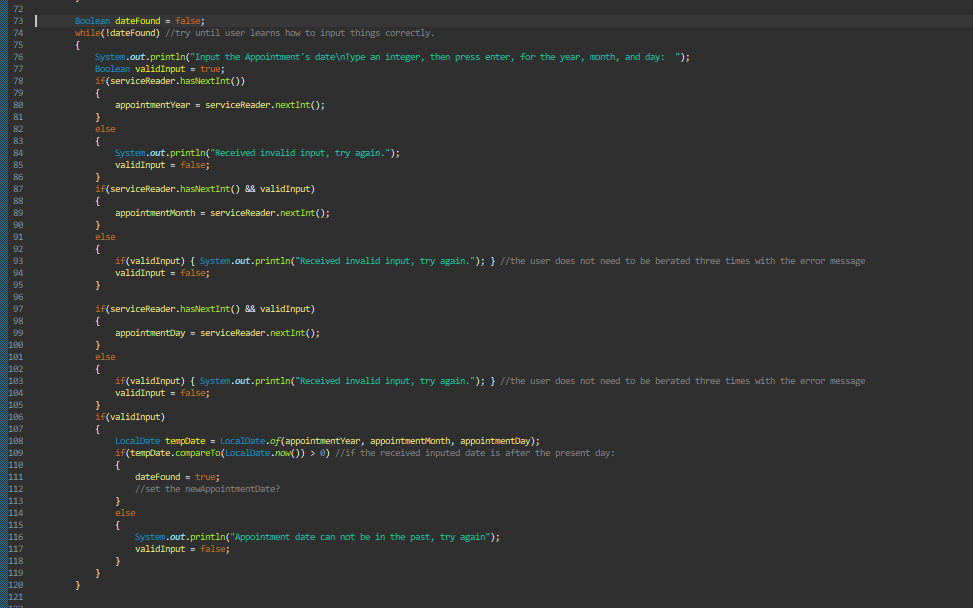 72
73 Boolean dateFound = false;
74 while(!dateFound) //try until user learns how to input things correctly.
75 {
76 System.out.println("Input the Appointment's date\nType an integer, then press enter, for the year, month, and day:  ");
77 Boolean validInput = true;
78 if(serviceReader.hasNextInt())
79 {
80 appointmentYear = serviceReader.nextInt();
81 }
82 else
83 {
84 System.out.println("Received invalid input, try again.");
85 validInput = false;
86 }
87 if(serviceReader.hasNextInt() && validInput)
88 {
89 appointmentMonth = serviceReader.nextInt();
90 }
91 else
92 {
93 if(validInput) { System.out.println("Received invalid input, try again."); } //the user does not need to be berated three times with the error message
94 validInput = false;
95 }
96
97 if(serviceReader.hasNextInt() && validInput)
98 {
99 appointmentDay = serviceReader.nextInt();
100 }
101 else
102 {
103 if(validInput) { System.out.println("Received invalid input, try again."); } //the user does not need to be berated three times with the error message
104 validInput = false;
105 }
106 if(validInput)
107 {
108 LocalDate tempDate = LocalDate.of(appointmentYear, appointmentMonth, appointmentDay);
109 if(tempDate.compareTo(LocalDate.now()) > 0) //if the received inputed date is after the present day:
110 {
111 dateFound = true;
112 //set the newAppointmentDate?
113 }
114 else
115 {
116 System.out.println("Appointment date can not be in the past, try again");
117 validInput = false;
118 }
119 }
120 }
121